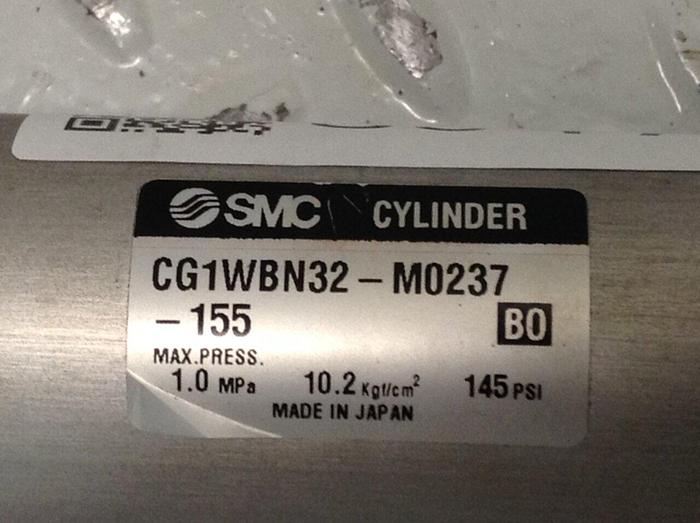 SMC CYLINDER
CG1WBN32-M0237
-155 BO
MAX.PRESS.
1.0 MPa 10.2 Kgf/cm² 145 PSI
MADE IN JAPAN